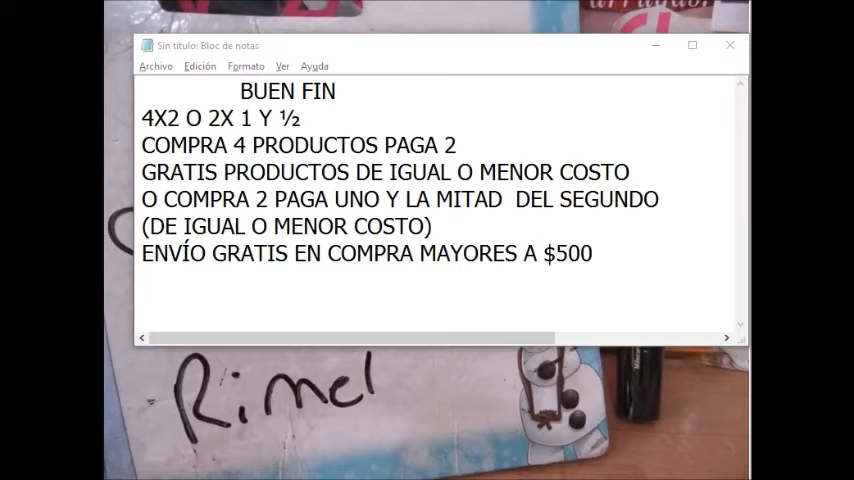 arrugado.
Sin título: Bloc de notas
Archivo Edición Formato Ver Ayuda
BUEN FIN
4X2 O 2X 1 Y ½
COMPRA 4 PRODUCTOS PAGA 2
GRATIS PRODUCTOS DE IGUAL O MENOR COSTO
O COMPRA 2 PAGA UNO Y LA MITAD  DEL SEGUNDO
(DE IGUAL O MENOR COSTO)
ENVÍO GRATIS EN COMPRA MAYORES A $500
Rimel